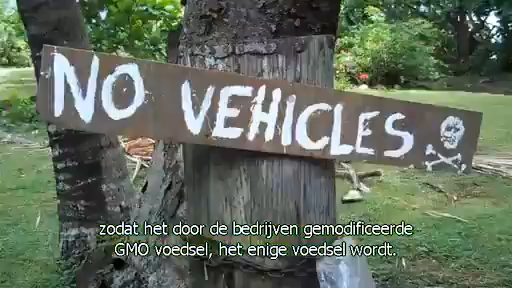 NO VEHICLES
zodat het door de bedrijven gemodificeerde
GMO voedsel, het enige voedsel wordt.